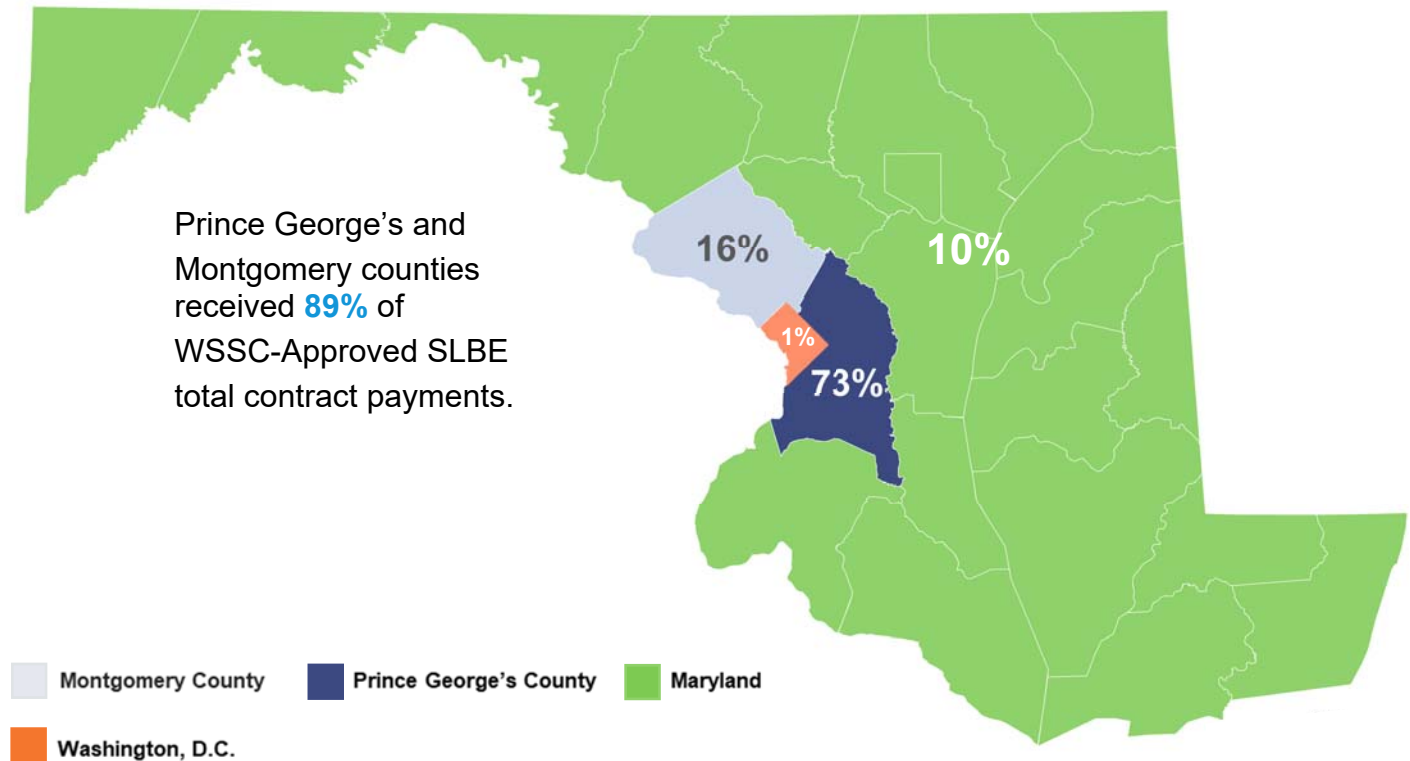 Prince George’s and
Montgomery counties
received 89% of
WSSC-Approved SLBE
total contract payments.
16%
10%
1%
73%
Montgomery County
Prince George's County
Maryland
Washington, D.C.